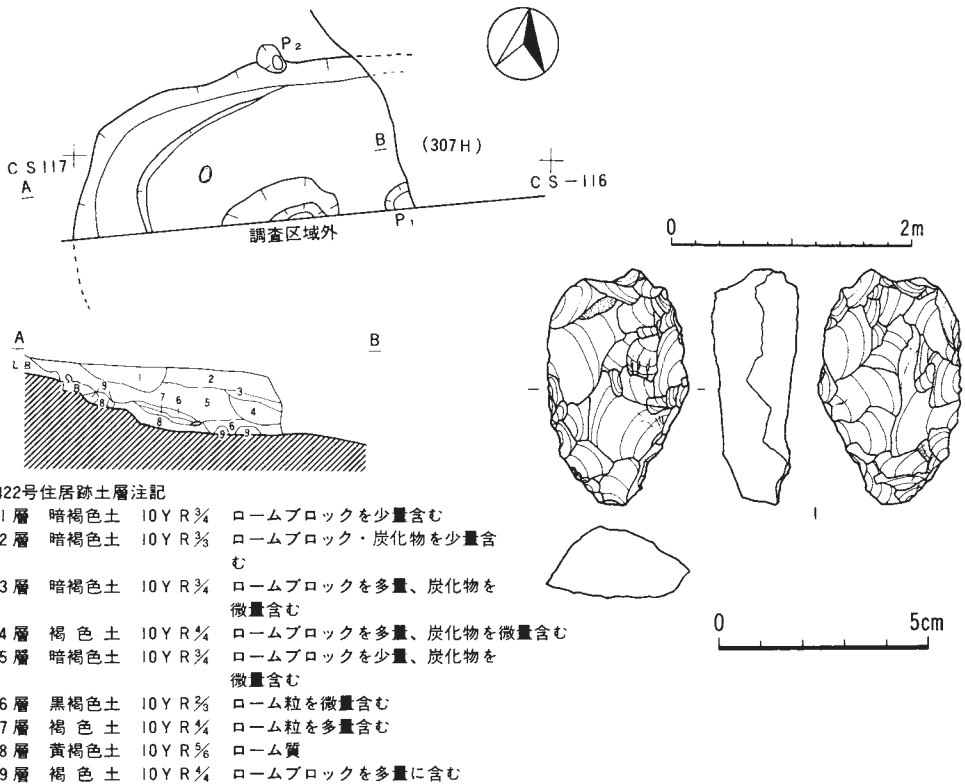 P2
B
(307H)
CS117
A
CS-116
P1
調査区域外
0 2m
A
B
L B
1 2 3 4 5 6 7 8 9
0 5cm
1
322号住居跡土層注記
1層 暗褐色土 10YR3/4 ロームブロックを少量含む
2層 暗褐色土 10YR3/3 ロームブロック・炭化物を少量含
む
3層 暗褐色土 10YR3/4 ロームブロックを多量、炭化物を
微量含む
4層 褐色土 10YR4/4 ロームブロックを多量、炭化物を微量含む
5層 暗褐色土 10YR3/4 ロームブロックを少量、炭化物を
微量含む
6層 黒褐色土 10YR2/3 ローム粒を微量含む
7層 褐色土 10YR4/4 ローム粒を多量含む
8層 黄褐色土 10YR5/6 ローム質
9層 褐色土 10YR4/4 ロームブロックを多量に含む